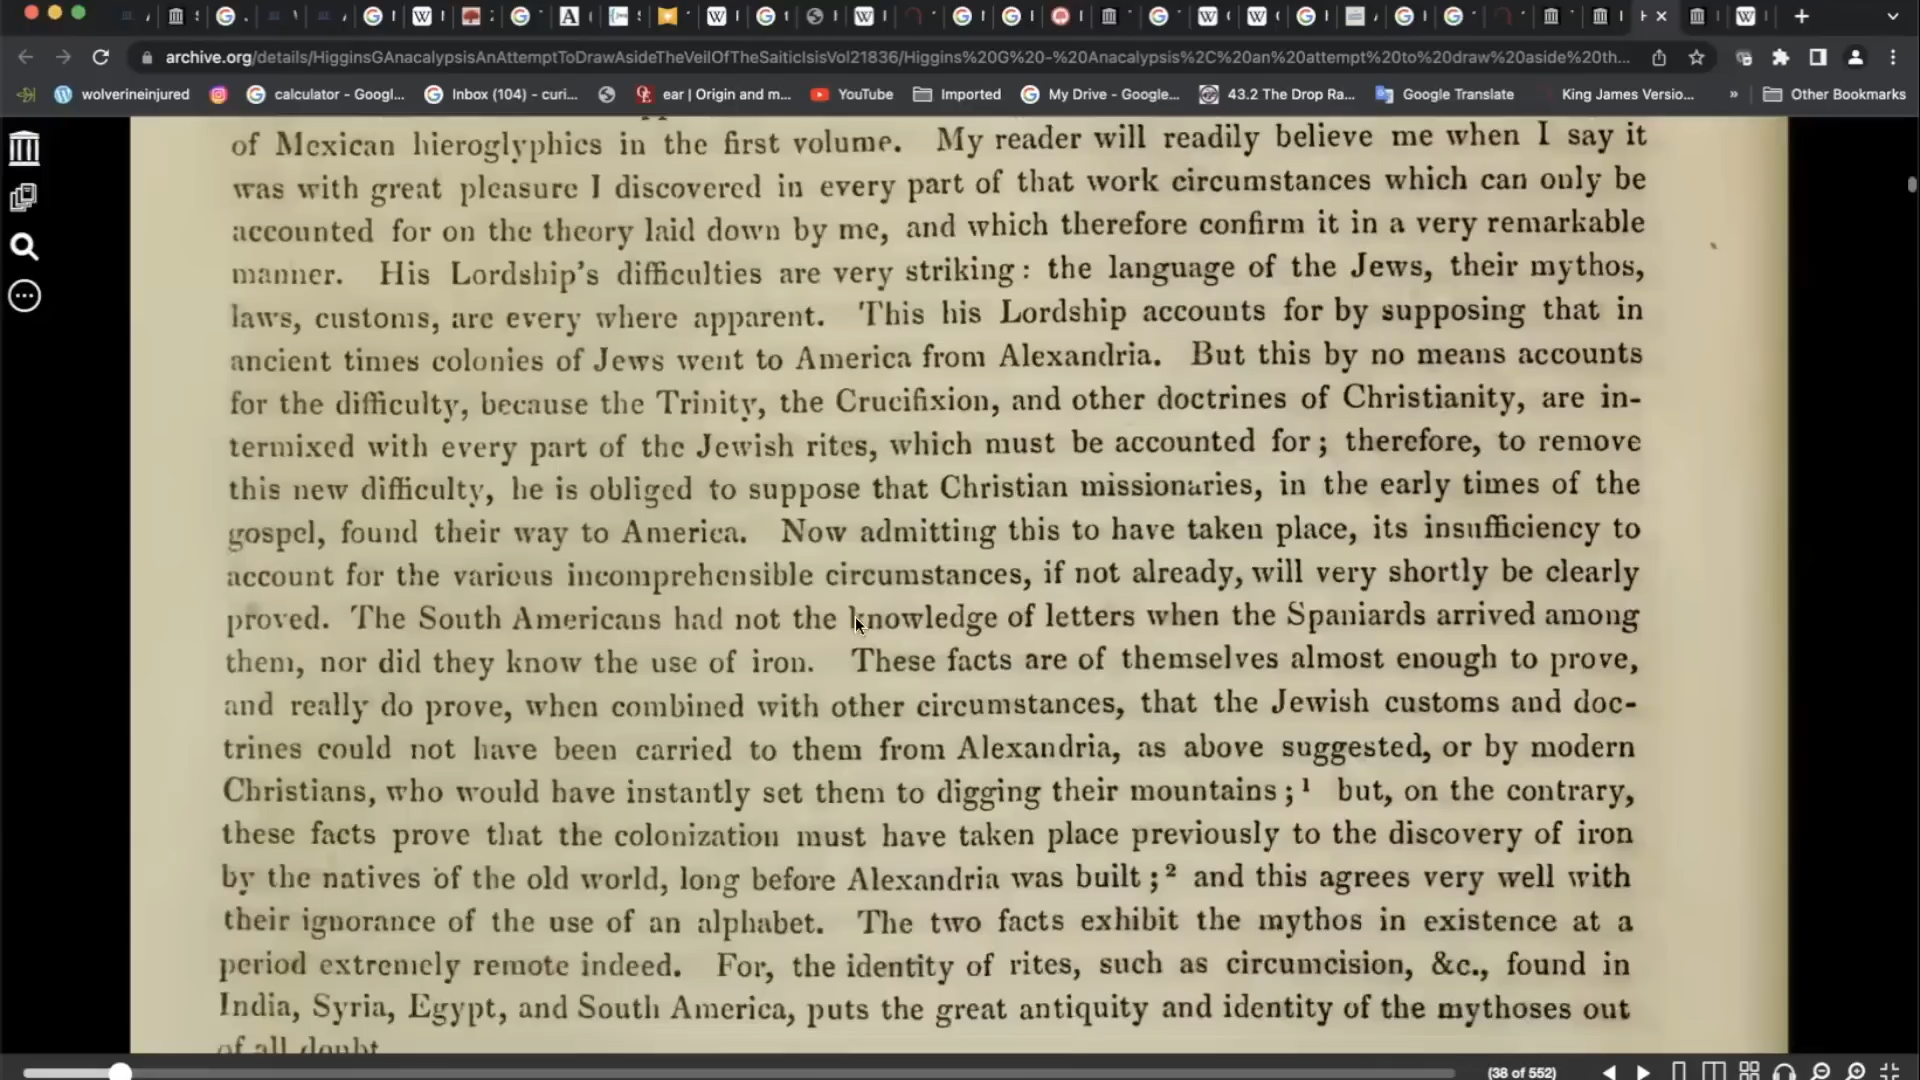 archive.org/details/HigginsGAnacalypsisAnAttemptToDrawAsideTheVeilOfTheSaiticIsisVol21836/Higgins%20G%20-%20Anacalypsis%2C%20an%20attempt%20to%20draw%20aside%20th...
wolverineinjured calculator - Googl... Inbox (104) - curi... ear | Origin and m... YouTube Imported My Drive - Google... 43.2 The Drop Ra... Google Translate King James Versio... » Other Bookmarks
of Mexican hieroglyphics in the first volume. My reader will readily believe me when I say it
was with great pleasure I discovered in every part of that work circumstances which can only be
accounted for on the theory laid down by me, and which therefore confirm it in a very remarkable
manner. His Lordship's difficulties are very striking: the language of the Jews, their mythos,
laws, customs, are every where apparent. This his Lordship accounts for by supposing that in
ancient times colonies of Jews went to America from Alexandria. But this by no means accounts
for the difficulty, because the Trinity, the Crucifixion, and other doctrines of Christianity, are in-
termixed with every part of the Jewish rites, which must be accounted for; therefore, to remove
this new difficulty, he is obliged to suppose that Christian missionaries, in the early times of the
gospel, found their way to America. Now admitting this to have taken place, its insufficiency to
account for the various incomprehensible circumstances, if not already, will very shortly be clearly
proved. The South Americans had not the knowledge of letters when the Spaniards arrived among
them, nor did they know the use of iron. These facts are of themselves almost enough to prove,
and really do prove, when combined with other circumstances, that the Jewish customs and doc-
trines could not have been carried to them from Alexandria, as above suggested, or by modern
Christians, who would have instantly set them to digging their mountains;¹ but, on the contrary,
these facts prove that the colonization must have taken place previously to the discovery of iron
by the natives of the old world, long before Alexandria was built;² and this agrees very well with
their ignorance of the use of an alphabet. The two facts exhibit the mythos in existence at a
period extremely remote indeed. For, the identity of rites, such as circumcision, &c., found in
India, Syria, Egypt, and South America, puts the great antiquity and identity of the mythoses out
of all doubt
(38 of 552)